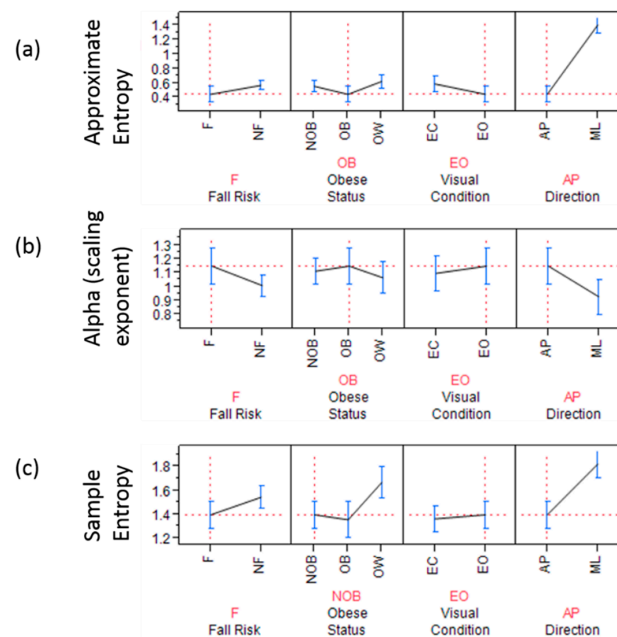 (a)
Approximate
Entropy
1.4
1.2
1
0.8
0.6
0.4
F
NF
NOB
OB
OW
EC
EO
AP
ML
F
OB
EO
AP
Fall Risk
Obese
Status
Visual
Condition
Direction
(b)
Alpha (scaling
exponent)
1.3
1.2
1.1
1
0.9
0.8
F
NF
NOB
OB
OW
EC
EO
AP
ML
F
OB
EO
AP
Fall Risk
Obese
Status
Visual
Condition
Direction
(c)
Sample
Entropy
1.8
1.6
1.4
1.2
F
NF
NOB
OB
OW
EC
EO
AP
ML
F
NOB
EO
AP
Fall Risk
Obese
Status
Visual
Condition
Direction